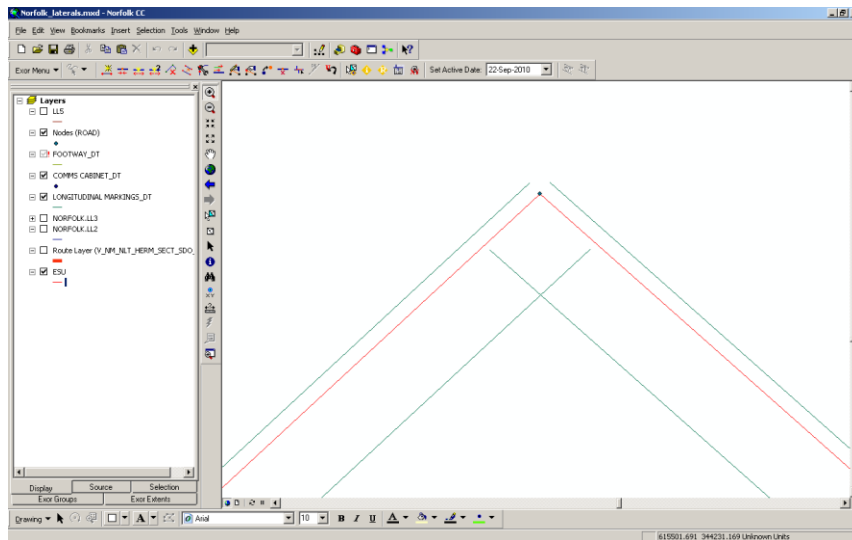 Norfolk_laterals.mxd - Norfolk CC
File Edit View Bookmarks Insert Selection Tools Window Help
Exor Menu Set Active Date: 22-Sep-2010
Layers
LL5
Nodes (ROAD)
FOOTWAY_DT
COMMS CABINET_DT
LONGITUDINAL MARKINGS_DT
NORFOLK.LL3
NORFOLK.LL2
Route Layer (V_NM_NLT_HERM_SECT_SDO_
ESU
Display Source Selection
Exor Groups Exor Extents
Drawing A Arial 10 B I U A
615501.691 344231.169 Unknown Units